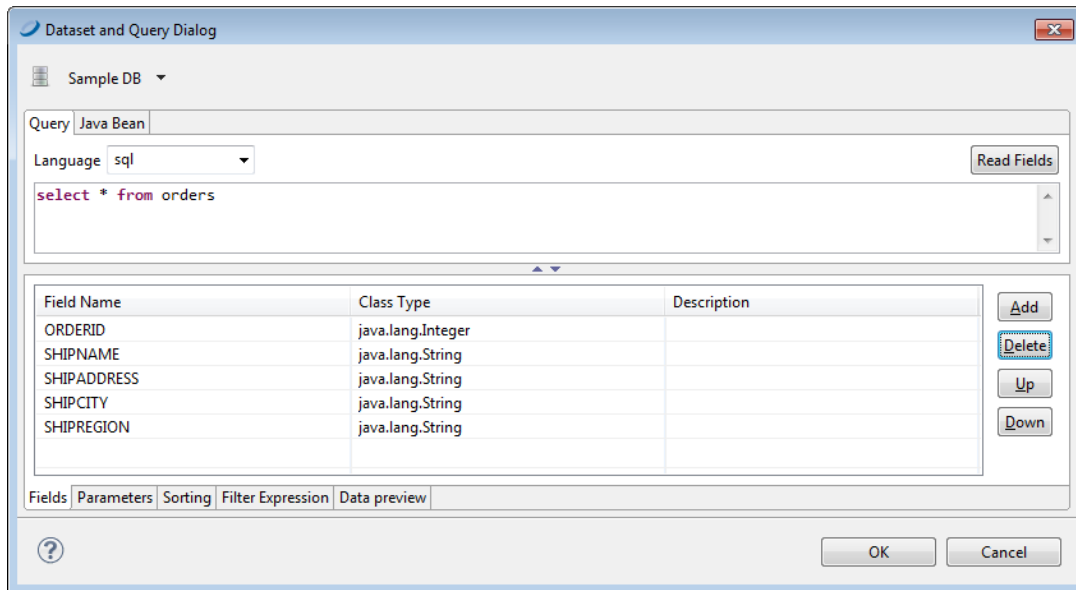 Dataset and Query Dialog
Sample DB
Query Java Bean
Language sql Read Fields
select * from orders
Field Name Class Type Description
ORDERID java.lang.Integer
SHIPNAME java.lang.String
SHIPADDRESS java.lang.String
SHIPCITY java.lang.String
SHIPREGION java.lang.String
Add
Delete
Up
Down
Fields Parameters Sorting Filter Expression Data preview
? OK Cancel